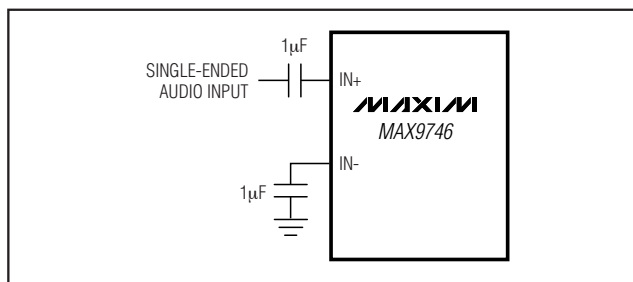 1μF
SINGLE-ENDED
AUDIO INPUT
IN+
MAXIM
MAX9746
IN-
1μF